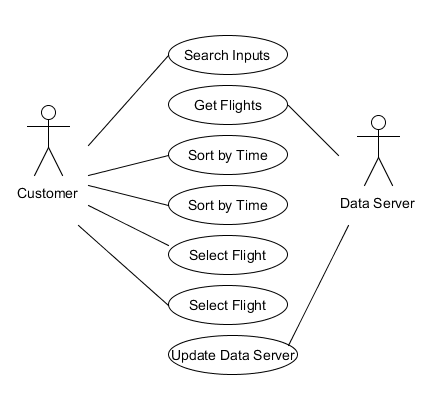 Search Inputs
Get Flights
Sort by Time
Customer
Data Server
Sort by Time
Select Flight
Select Flight
Update Data Server